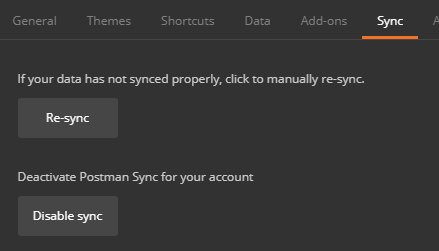 General Themes Shortcuts Data Add-ons Sync
If your data has not synced properly, click to manually re-sync.
Re-sync
Deactivate Postman Sync for your account
Disable sync